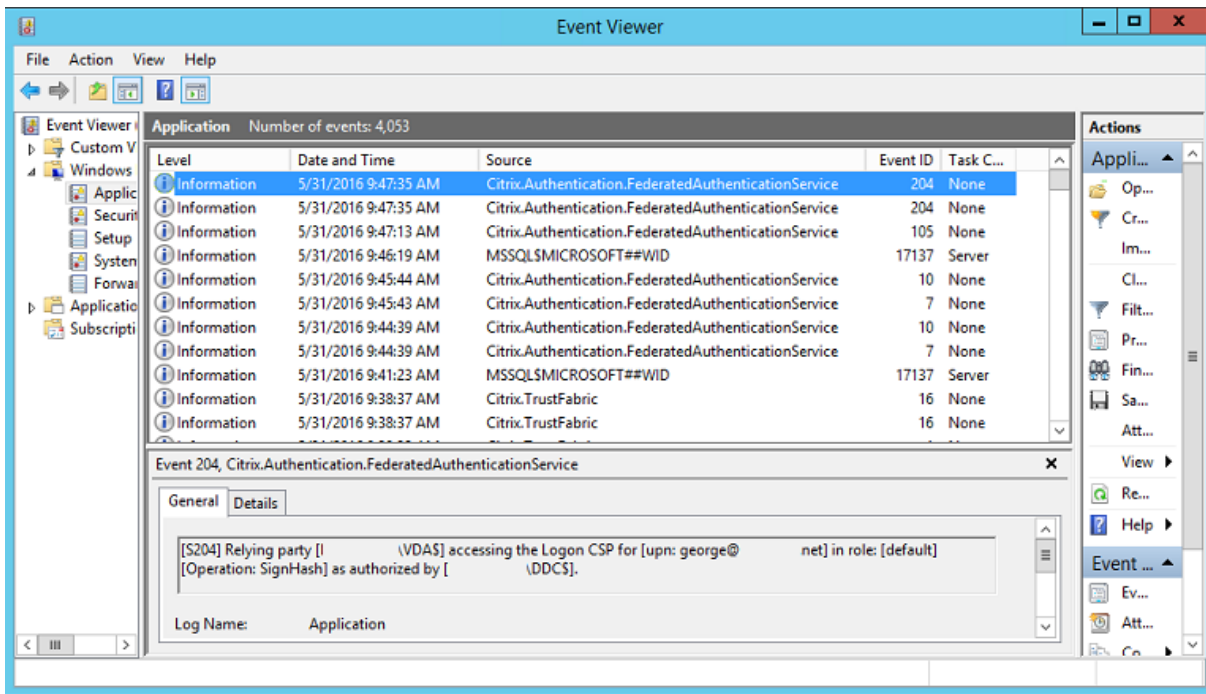 Event Viewer
File Action View Help
Event Viewer
Custom V
Windows
Applic
Securit
Setup
System
Forwar
Applicatio
Subscripti
Application Number of events: 4,053
Level Date and Time Source Event ID Task C...
Information 5/31/2016 9:47:35 AM Citrix.Authentication.FederatedAuthenticationService 204 None
Information 5/31/2016 9:47:35 AM Citrix.Authentication.FederatedAuthenticationService 204 None
Information 5/31/2016 9:47:13 AM Citrix.Authentication.FederatedAuthenticationService 105 None
Information 5/31/2016 9:46:19 AM MSSQL$MICROSOFT##WID 17137 Server
Information 5/31/2016 9:45:44 AM Citrix.Authentication.FederatedAuthenticationService 10 None
Information 5/31/2016 9:45:43 AM Citrix.Authentication.FederatedAuthenticationService 7 None
Information 5/31/2016 9:44:39 AM Citrix.Authentication.FederatedAuthenticationService 10 None
Information 5/31/2016 9:44:39 AM Citrix.Authentication.FederatedAuthenticationService 7 None
Information 5/31/2016 9:41:23 AM MSSQL$MICROSOFT##WID 17137 Server
Information 5/31/2016 9:38:37 AM Citrix.TrustFabric 16 None
Information 5/31/2016 9:38:37 AM Citrix.TrustFabric 16 None
Event 204, Citrix.Authentication.FederatedAuthenticationService
General Details
[S204] Relying party [ \VDA$] accessing the Logon CSP for [upn: george@ net] in role: [default]
[Operation: SignHash] as authorized by [ \DDC$].
Log Name: Application
Actions
Appli...
Op...
Cr...
Im...
Cl...
Filt...
Pr...
Fin...
Sa...
Att...
View
Re...
Help
Event ...
Ev...
Att...
Co...